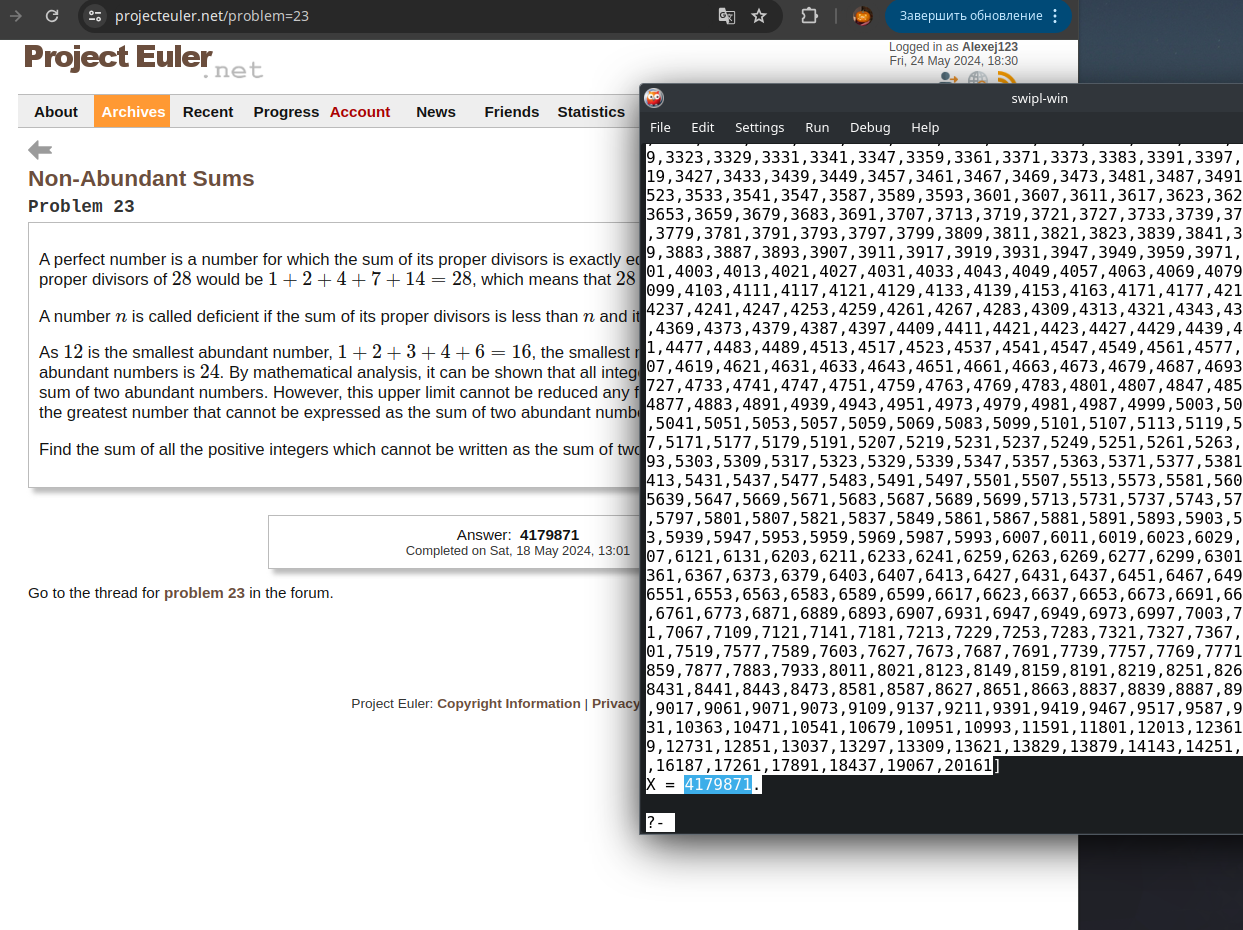 projecteuler.net/problem=23
Завершить обновление
Project Euler
.net
Logged in as Alexej123
Fri, 24 May 2024, 18:30
About Archives Recent Progress Account News Friends Statistics
Non-Abundant Sums
Problem 23
A perfect number is a number for which the sum of its proper divisors is exactly
proper divisors of 28 would be 1 + 2 + 4 + 7 + 14 = 28, which means that 28
A number n is called deficient if the sum of its proper divisors is less than n and
As 12 is the smallest abundant number, 1 + 2 + 3 + 4 + 6 = 16, the smallest
abundant numbers is 24. By mathematical analysis, it can be shown that all
sum of two abundant numbers. However, this upper limit cannot be reduced any
the greatest number that cannot be expressed as the sum of two abundant
Find the sum of all the positive integers which cannot be written as the sum of two
Answer: 4179871
Completed on Sat, 18 May 2024, 13:01
Go to the thread for problem 23 in the forum.
Project Euler: Copyright Information | Privacy
swipl-win
File Edit Settings Run Debug Help
9,3323,3329,3331,3341,3347,3359,3361,3371,3373,3383,3391,3397,
19,3427,3433,3439,3449,3457,3461,3467,3469,3473,3481,3487,3491
523,3533,3541,3547,3587,3589,3593,3601,3607,3611,3617,3623,362
3653,3659,3679,3683,3691,3707,3713,3719,3721,3727,3733,3739,37
,3779,3781,3791,3793,3797,3799,3809,3811,3821,3823,3839,3841,3
9,3883,3887,3893,3907,3911,3917,3919,3931,3947,3949,3959,3971,
01,4003,4013,4021,4027,4031,4033,4043,4049,4057,4063,4069,4079
099,4103,4111,4117,4121,4129,4133,4139,4153,4163,4171,4177,421
4237,4241,4247,4253,4259,4261,4267,4283,4309,4313,4321,4343,43
,4369,4373,4379,4387,4397,4409,4411,4421,4423,4427,4429,4439,4
1,4477,4483,4489,4513,4517,4523,4537,4541,4547,4549,4561,4577,
07,4619,4621,4631,4633,4643,4651,4661,4663,4673,4679,4687,4693
727,4733,4741,4747,4751,4759,4763,4769,4783,4801,4807,4847,485
4877,4883,4891,4939,4943,4951,4973,4979,4981,4987,4999,5003,50
,5041,5051,5053,5057,5059,5069,5083,5099,5101,5107,5113,5119,5
7,5171,5177,5179,5191,5207,5219,5231,5237,5249,5251,5261,5263,
93,5303,5309,5317,5323,5329,5339,5347,5357,5363,5371,5377,5381
413,5431,5437,5477,5483,5491,5497,5501,5507,5513,5573,5581,560
5639,5647,5669,5671,5683,5687,5689,5699,5713,5731,5737,5743,57
,5797,5801,5807,5821,5837,5849,5861,5867,5881,5891,5893,5903,5
3,5939,5947,5953,5959,5969,5987,5993,6007,6011,6019,6023,6029,
07,6121,6131,6203,6211,6233,6241,6259,6263,6269,6277,6299,6301
361,6367,6373,6379,6403,6407,6413,6427,6431,6437,6451,6467,649
6551,6553,6563,6583,6589,6599,6617,6623,6637,6653,6673,6691,66
,6761,6773,6871,6889,6893,6907,6931,6947,6949,6973,6997,7003,7
1,7067,7109,7121,7141,7181,7213,7229,7253,7283,7321,7327,7367,
01,7519,7577,7589,7603,7627,7673,7687,7691,7739,7757,7769,7771
859,7877,7883,7933,8011,8021,8123,8149,8159,8191,8219,8251,826
8431,8441,8443,8473,8581,8587,8627,8651,8663,8837,8839,8887,89
,9017,9061,9071,9073,9109,9137,9211,9391,9419,9467,9517,9587,9
31,10363,10471,10541,10679,10951,10993,11591,11801,12013,12361
9,12731,12851,13037,13297,13309,13621,13829,13879,14143,14251,
,16187,17261,17891,18437,19067,20161]
X = 4179871.
?-